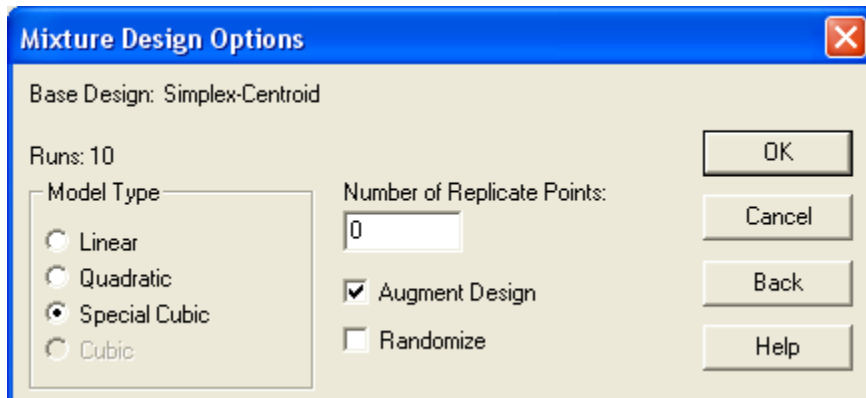 Mixture Design Options
Base Design: Simplex-Centroid
Runs: 10
Model Type
Linear
Quadratic
Special Cubic
Cubic
Number of Replicate Points:
0
Augment Design
Randomize
OK
Cancel
Back
Help